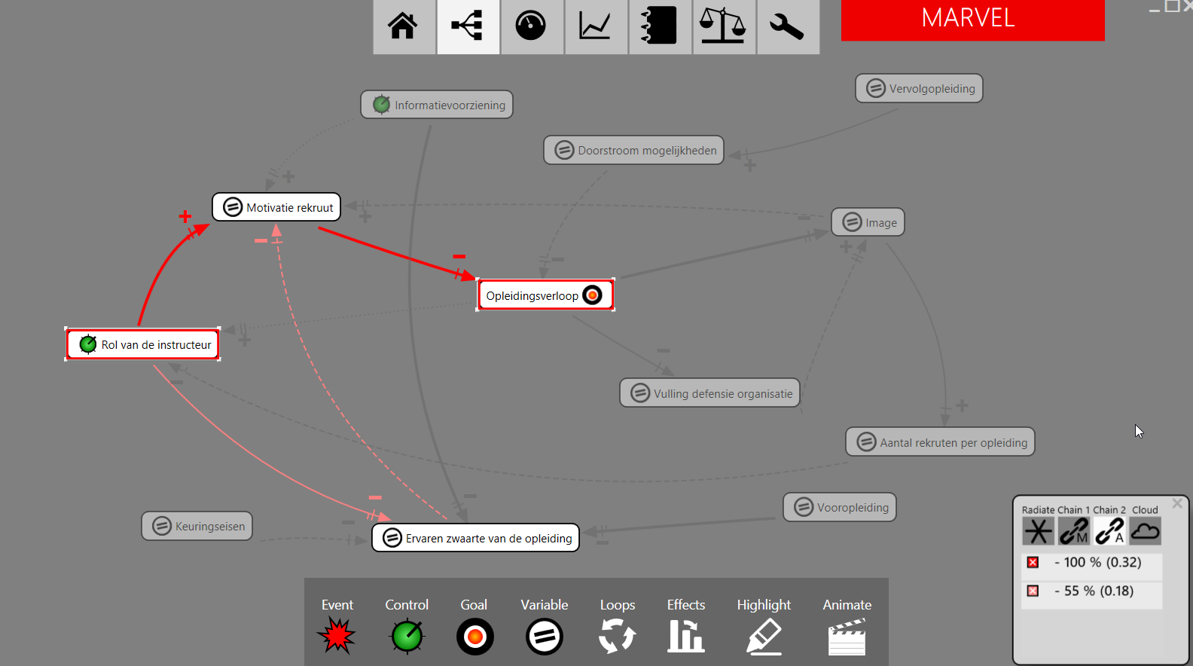 MARVEL
Vervolgopleiding
Informatievoorziening
Doorstroom mogelijkheden
Motivatie rekruut
Image
Opleidingsverloop
Rol van de instructeur
Vulling defensie organisatie
Aantal rekruten per opleiding
Vooropleiding
Keuringseisen
Ervaren zwaarte van de opleiding
Radiate Chain 1 Chain 2 Cloud
M A
- 100 % (0.32)
- 55 % (0.18)
Event Control Goal Variable Loops Effects Highlight Animate